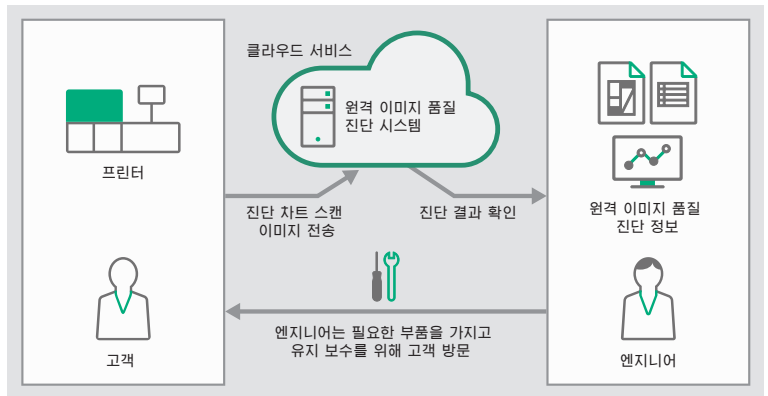 클라우드 서비스
원격 이미지 품질
진단 시스템
프린터
진단 차트 스캔
이미지 전송
진단 결과 확인
원격 이미지 품질
진단 정보
고객
엔지니어는 필요한 부품을 가지고
유지 보수를 위해 고객 방문
엔지니어